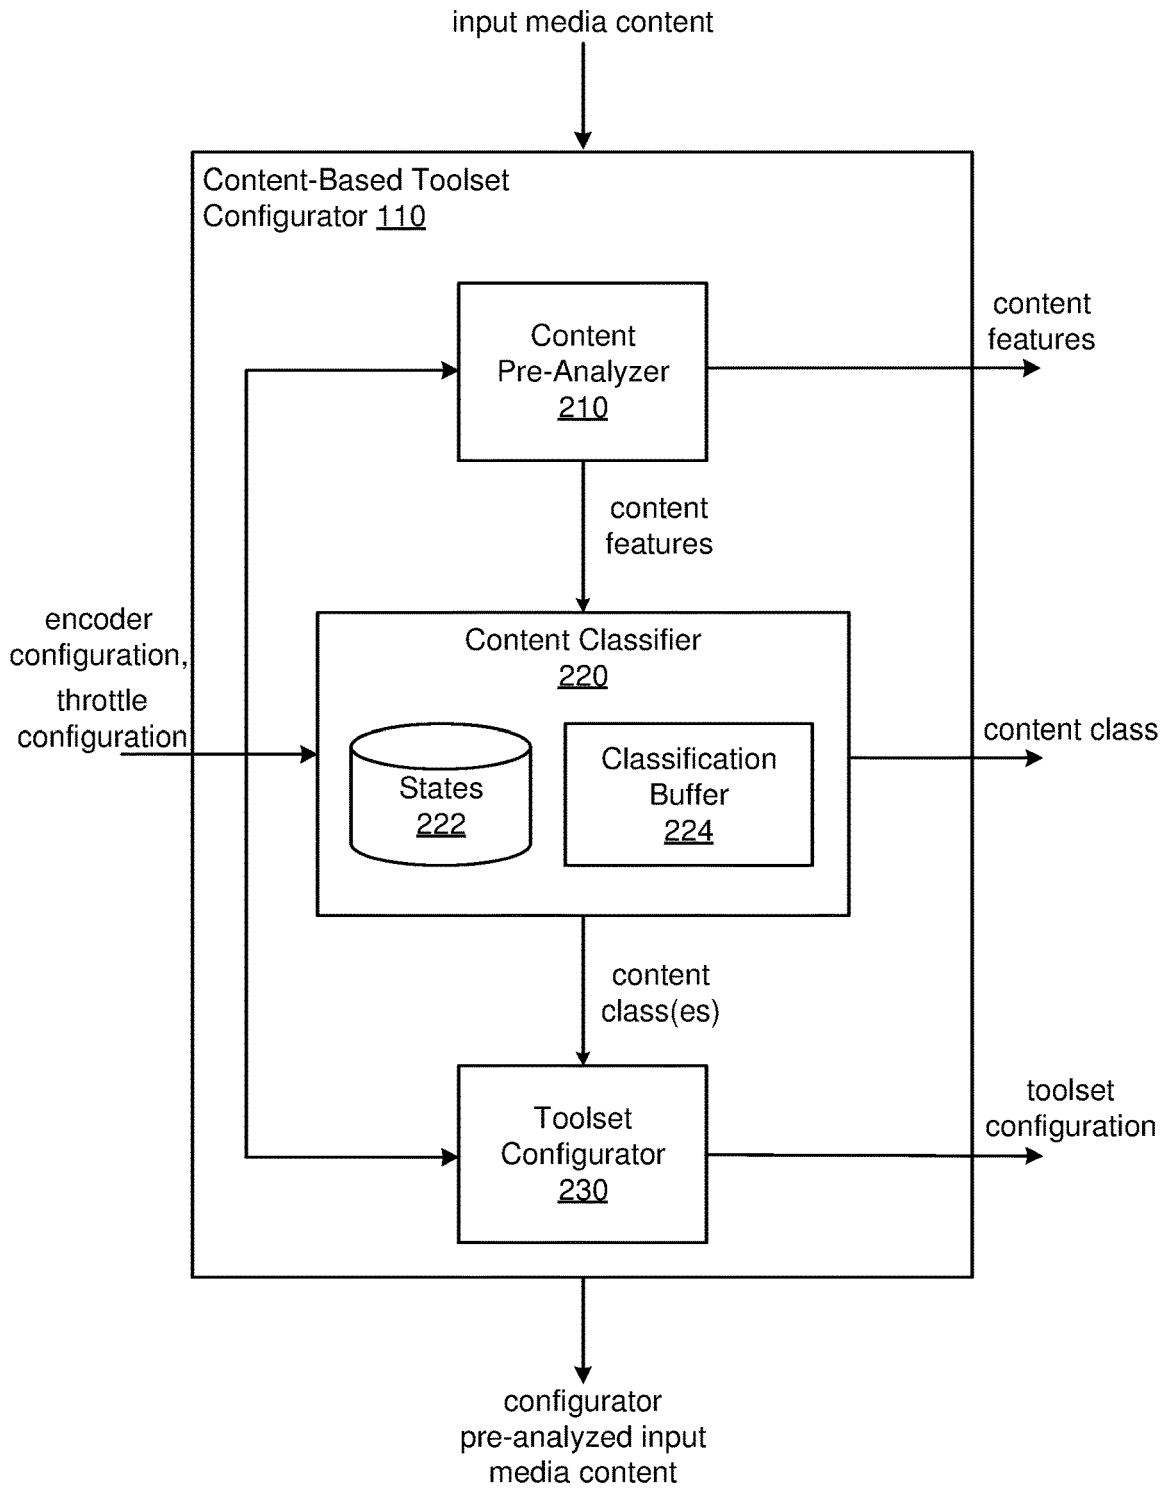 input media content
Content-Based Toolset
Configurator 110
Content
Pre-Analyzer
210
content
features
content
features
encoder
configuration,
throttle
configuration
Content Classifier
220
States
222
Classification
Buffer
224
content class
content
class(es)
Toolset
Configurator
230
toolset
configuration
configurator
pre-analyzed input
media content